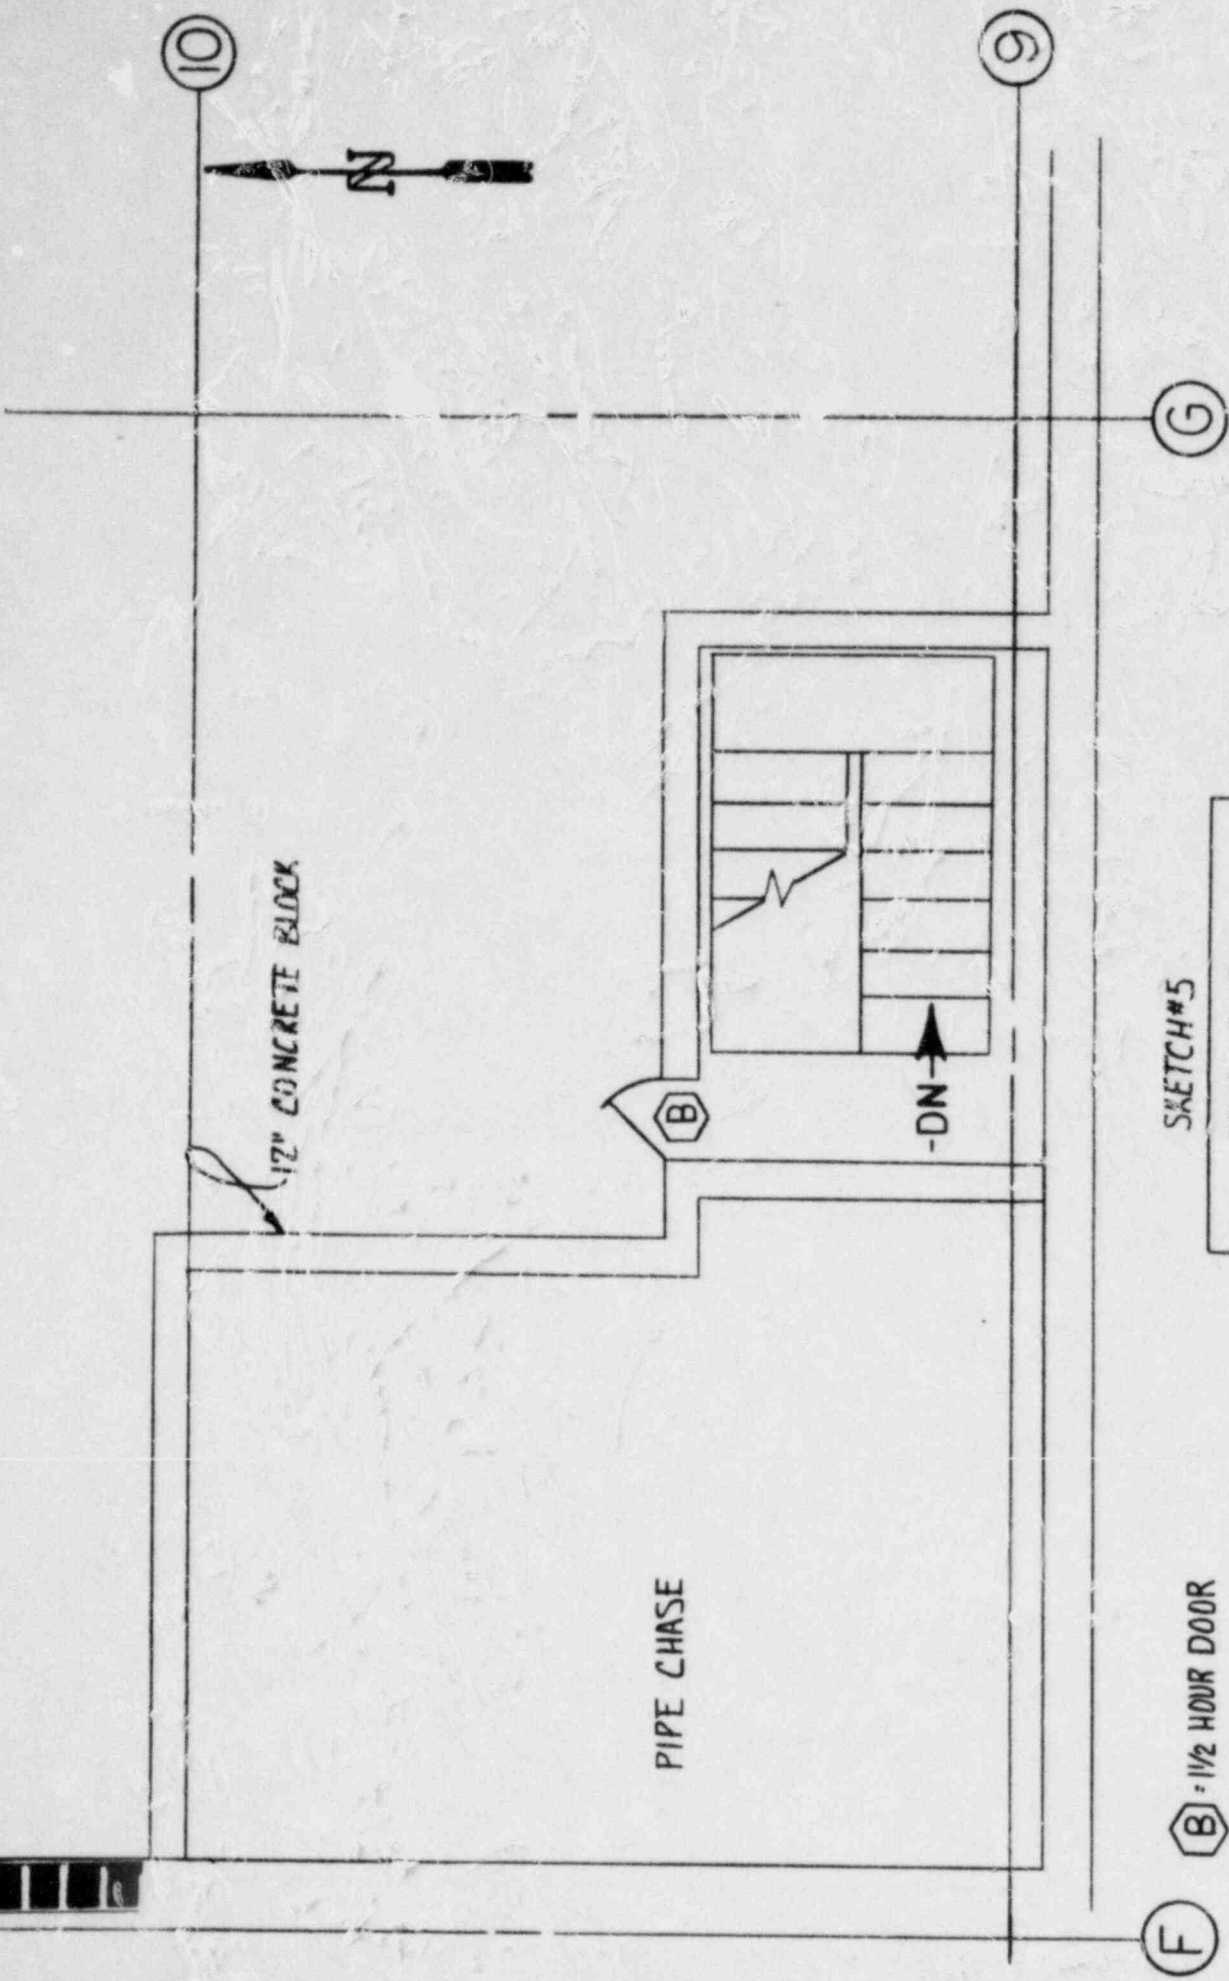 10
N
9
12" CONCRETE BLOCK
B
-DN-
G
PIPE CHASE
SKETCH#5
F
B = 1½ HOUR DOOR